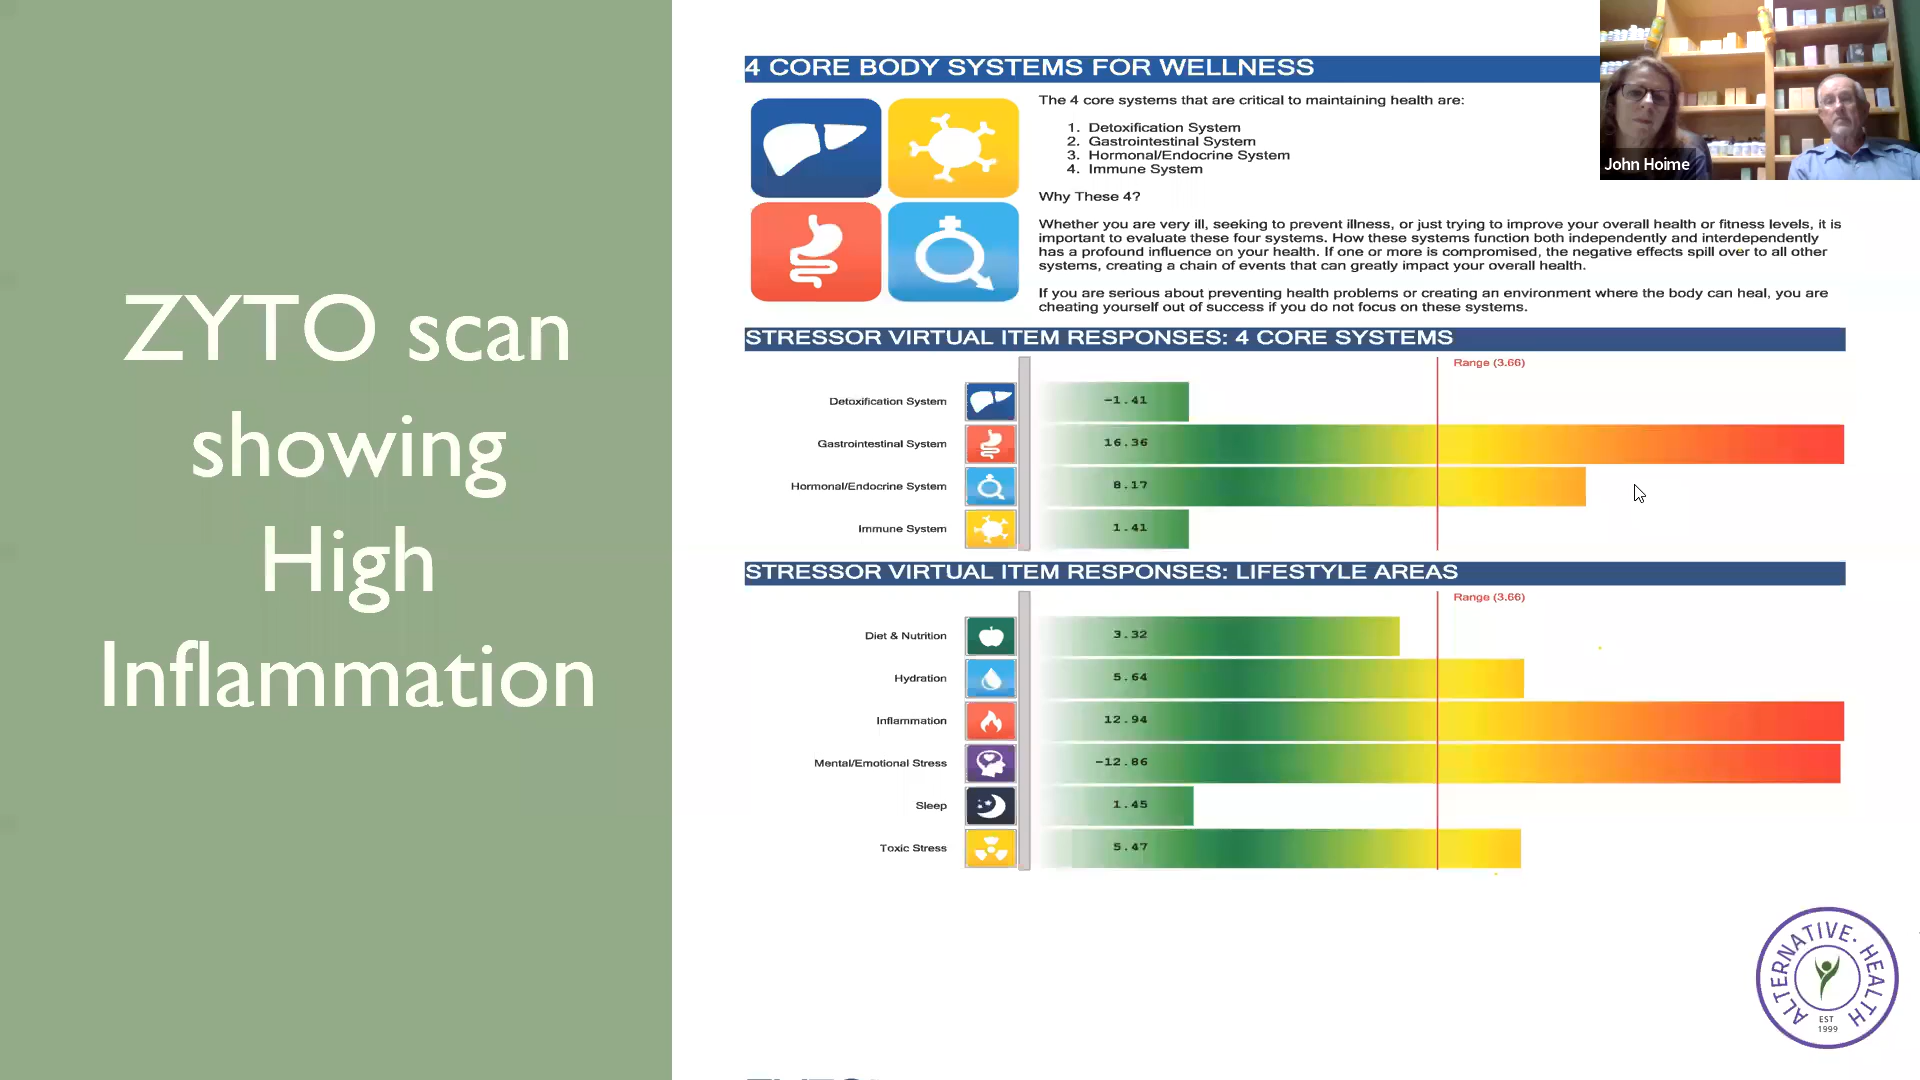 ZYTO scan
showing
High
Inflammation
4 CORE BODY SYSTEMS FOR WELLNESS
The 4 core systems that are critical to maintaining health are:
1. Detoxification System
2. Gastrointestinal System
3. Hormonal/Endocrine System
4. Immune System
Why These 4?
Whether you are very ill, seeking to prevent illness, or just trying to improve your overall health or fitness levels, it is
important to evaluate these four systems. How these systems function both independently and interdependently
has a profound influence on your health. If one or more is compromised, the negative effects spill over to all other
systems, creating a chain of events that can greatly impact your overall health.
If you are serious about preventing health problems or creating an environment where the body can heal, you are
cheating yourself out of success if you do not focus on these systems.
STRESSOR VIRTUAL ITEM RESPONSES: 4 CORE SYSTEMS
Range (3.66)
Detoxification System -1.41
Gastrointestinal System 16.36
Hormonal/Endocrine System 8.17
Immune System 1.41
STRESSOR VIRTUAL ITEM RESPONSES: LIFESTYLE AREAS
Range (3.66)
Diet & Nutrition 3.32
Hydration 5.64
Inflammation 12.94
Mental/Emotional Stress -12.86
Sleep 1.45
Toxic Stress 5.47
John Hoime
ALTERNATIVE · HEALTH
EST
1999